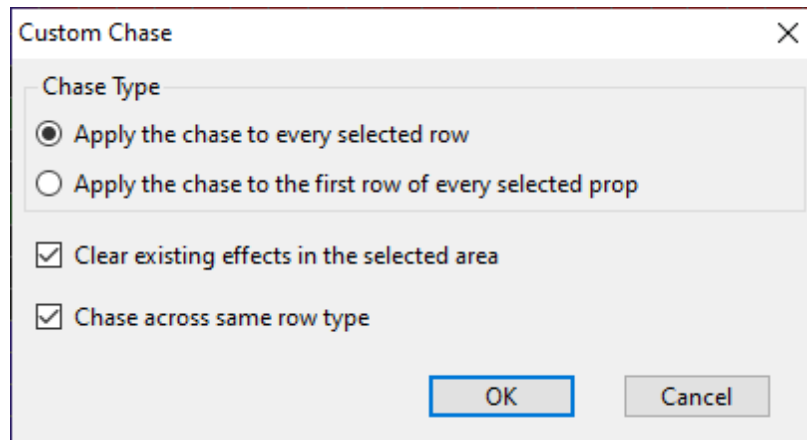 Custom Chase
Chase Type
Apply the chase to every selected row
Apply the chase to the first row of every selected prop
Clear existing effects in the selected area
Chase across same row type
OK Cancel